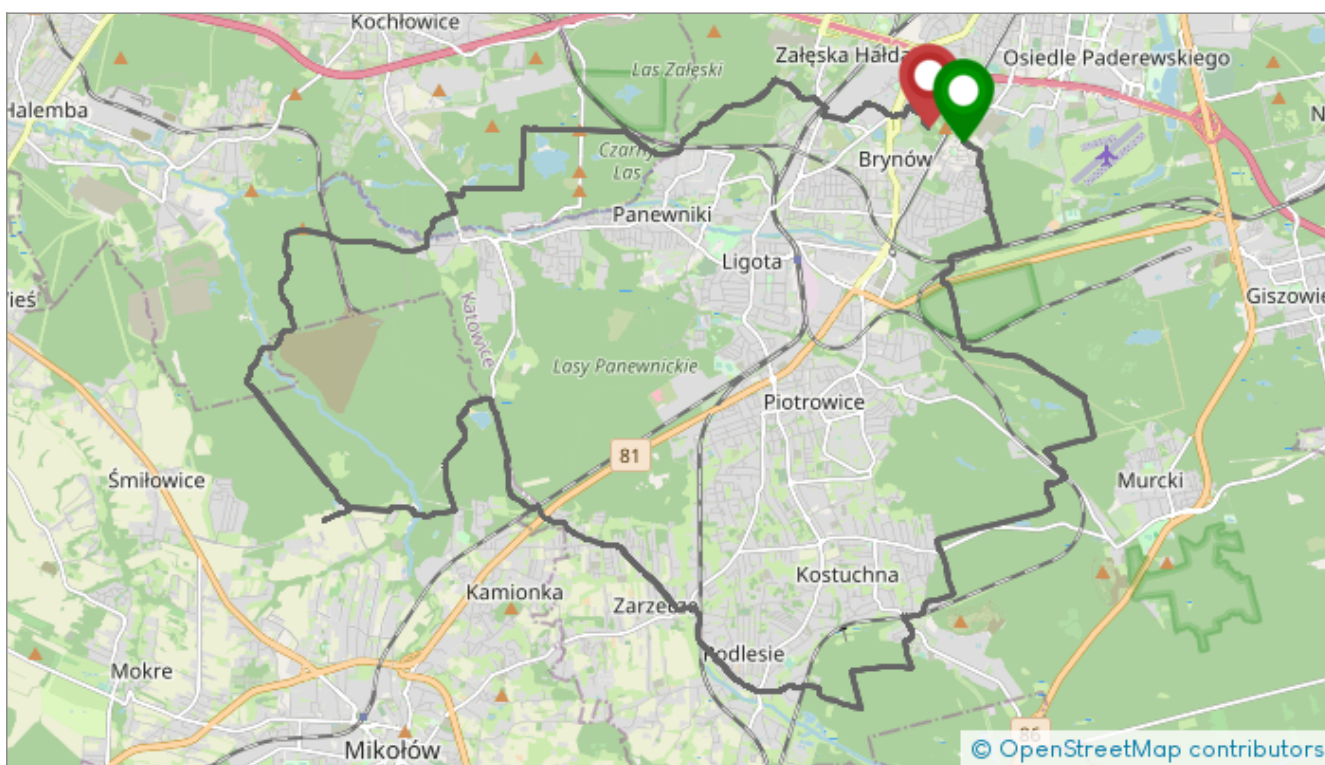 Kochłowice
Załęska Hałda
Osiedle Paderewskiego
Las Załęski
Halemba
Czarny
Las
Brynów
Panewniki
Ligota
Giszowie
Katowice
Lasy Panewnickie
Piotrowice
81
Śmiłowice
Murcki
Kostuchna
Kamionka
Zarzecze
Podlesie
Mokre
86
Mikołów
© OpenStreetMap contributors